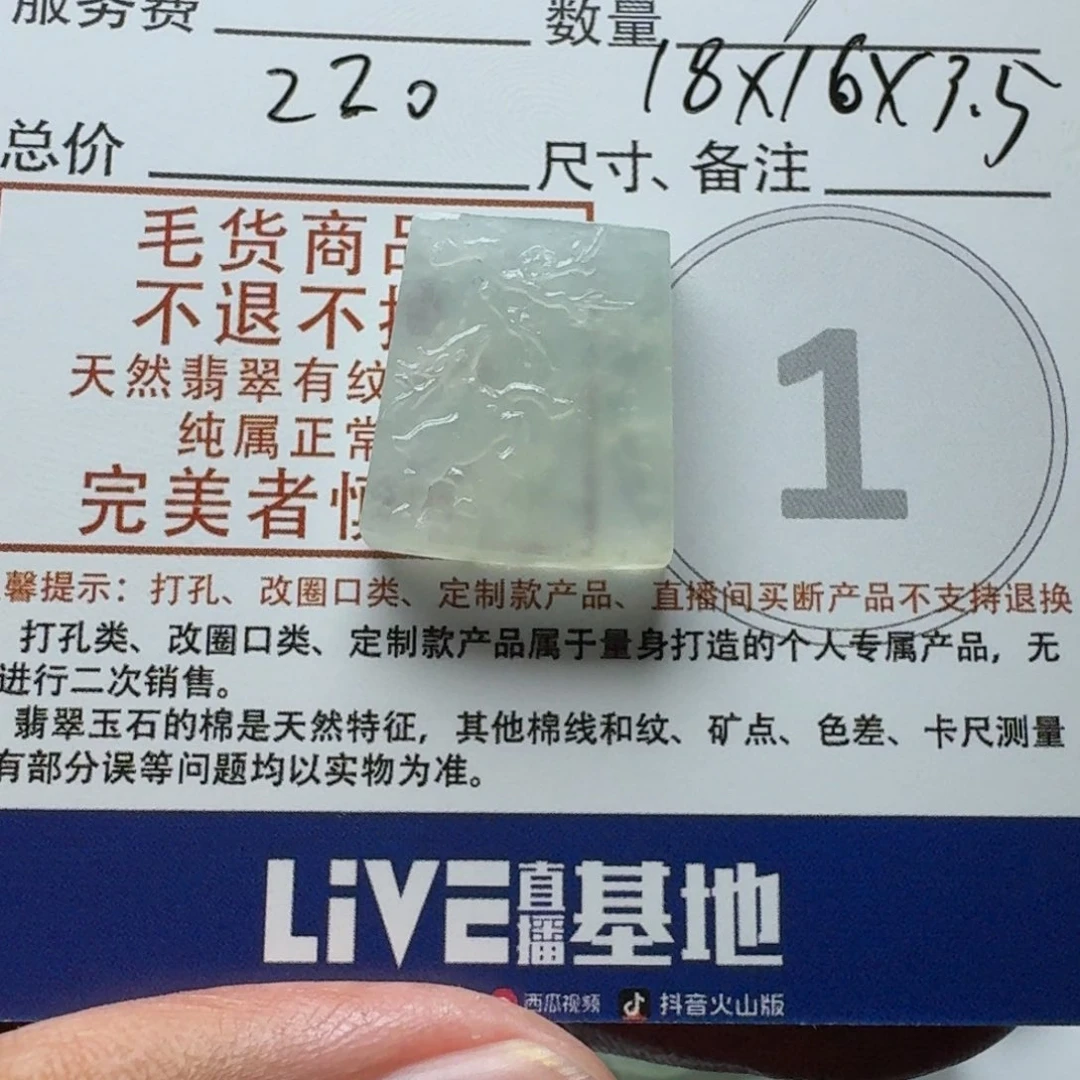 服务费 数量
220 18X16X3.5
总价 尺寸、备注
毛货商品
不退不
天然翡翠有纹
纯属正常
完美者慎
1
馨提示：打孔、改圈口类、定制款产品、直播间买断产品不支持退换
打孔类、改圈口类、定制款产品属于量身打造的个人专属产品，无
进行二次销售。
翡翠玉石的棉是天然特征，其他棉线和纹、矿点、色差、卡尺测量
有部分误等问题均以实物为准。
LiVE直播基地
西瓜视频 抖音火山版